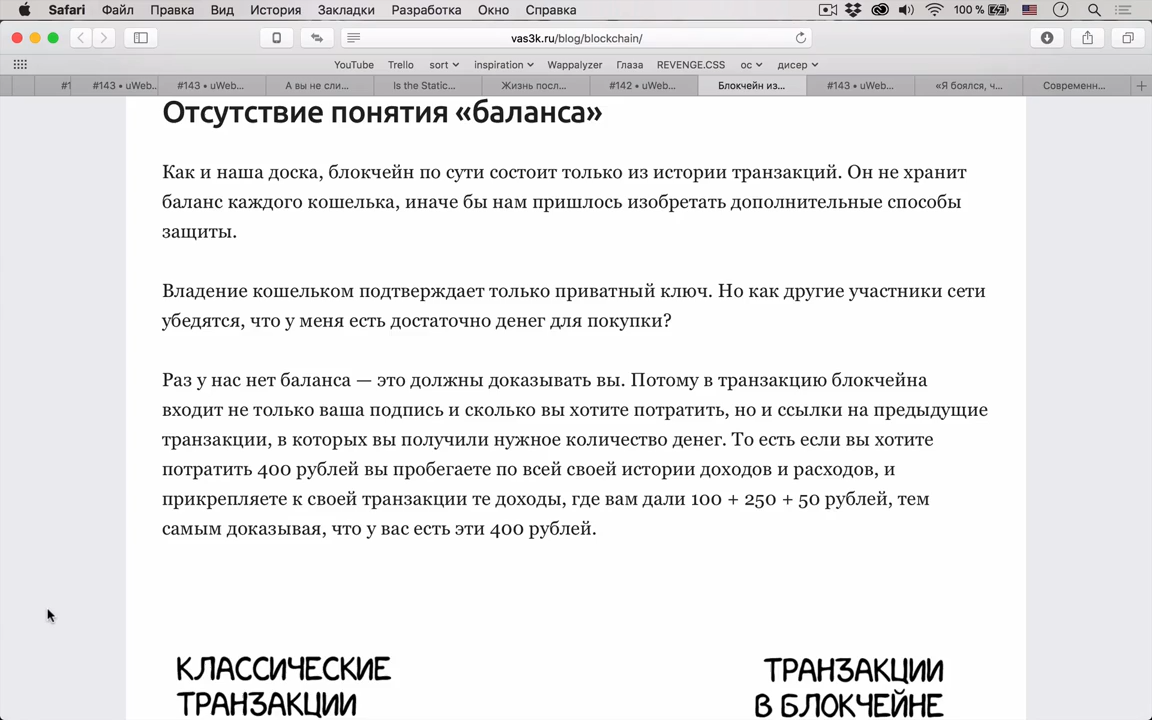 Safari Файл Правка Вид История Закладки Разработка Окно Справка 100 %
vas3k.ru/blog/blockchain/
YouTube Trello sort inspiration Wappalyzer Глаза REVENGE.CSS ос дисер
#1 #143 • uWeb... #143 • uWeb... А вы не сли... Is the Static... Жизнь посл... #142 • uWeb... Блокчейн из... #143 • uWeb... «Я боялся, ч... Современн...
Отсутствие понятия «баланса»
Как и наша доска, блокчейн по сути состоит только из истории транзакций. Он не хранит
баланс каждого кошелька, иначе бы нам пришлось изобретать дополнительные способы
защиты.
Владение кошельком подтверждает только приватный ключ. Но как другие участники сети
убедятся, что у меня есть достаточно денег для покупки?
Раз у нас нет баланса — это должны доказывать вы. Потому в транзакцию блокчейна
входит не только ваша подпись и сколько вы хотите потратить, но и ссылки на предыдущие
транзакции, в которых вы получили нужное количество денег. То есть если вы хотите
потратить 400 рублей вы пробегаете по всей своей истории доходов и расходов, и
прикрепляете к своей транзакции те доходы, где вам дали 100 + 250 + 50 рублей, тем
самым доказывая, что у вас есть эти 400 рублей.
КЛАССИЧЕСКИЕ
ТРАНЗАКЦИИ
ТРАНЗАКЦИИ
В БЛОКЧЕЙНЕ